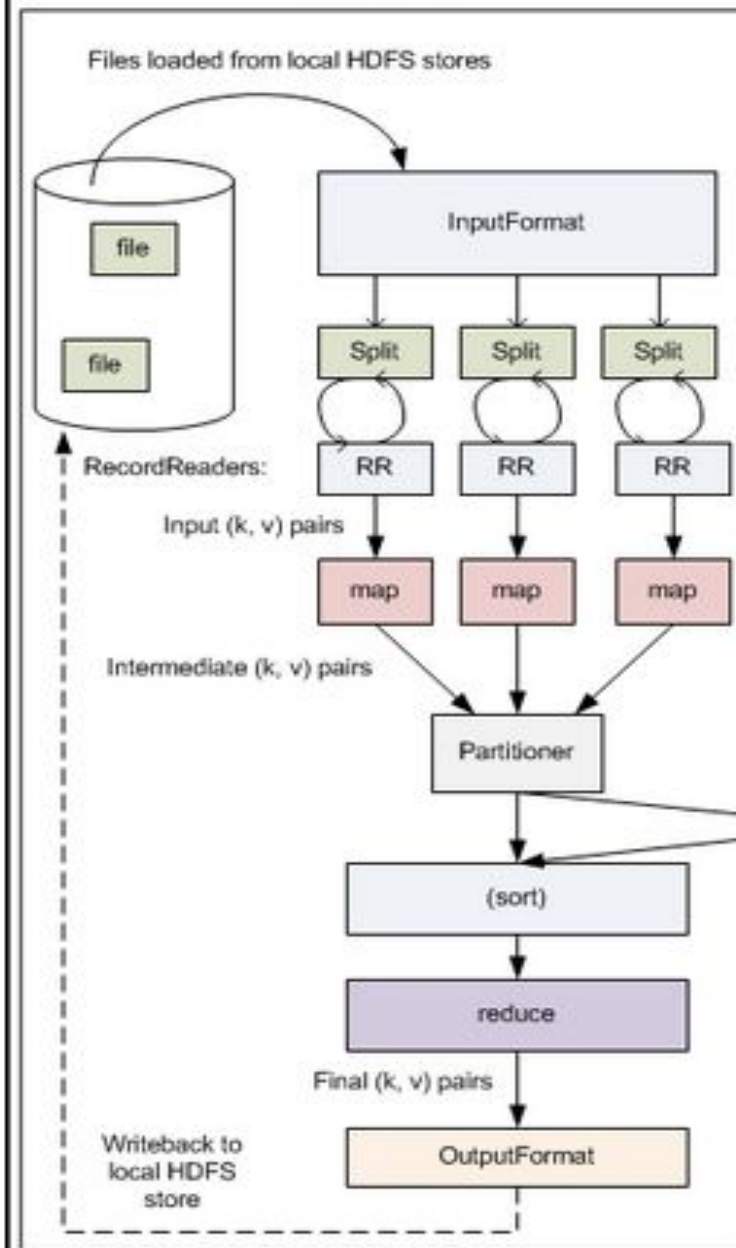 Files loaded from local HDFS stores
InputFormat
file
file
Split Split Split
RecordReaders: RR RR RR
Input (k, v) pairs
map map map
Intermediate (k, v) pairs
Partitioner
(sort)
reduce
Final (k, v) pairs
OutputFormat
Writeback to
local HDFS
store